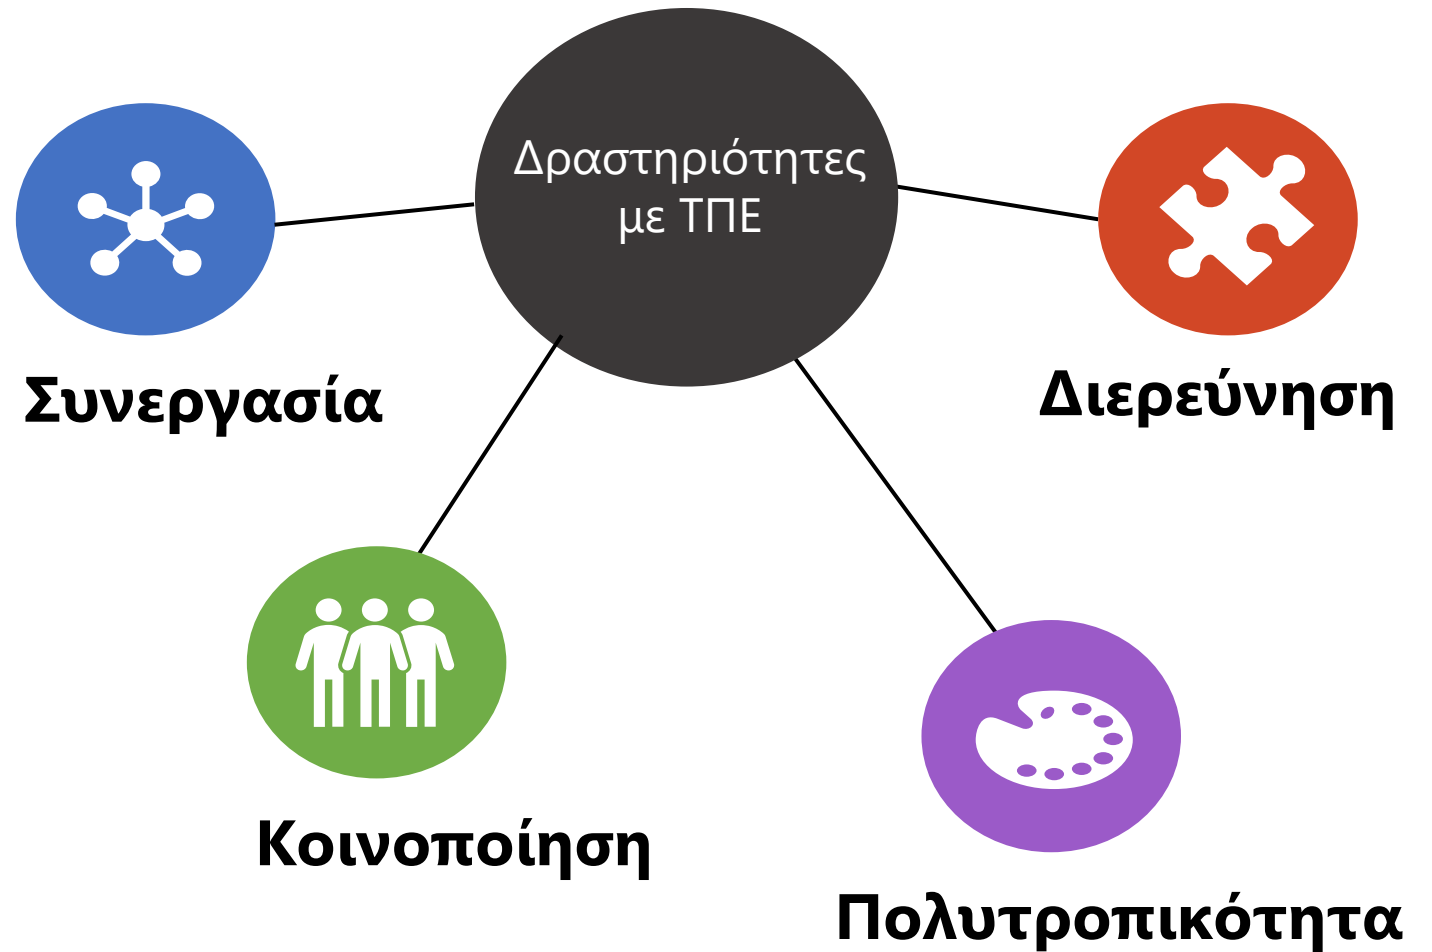 Δραστηριότητες
με ΤΠΕ
Συνεργασία
Διερεύνηση
Κοινοποίηση
Πολυτροπικότητα